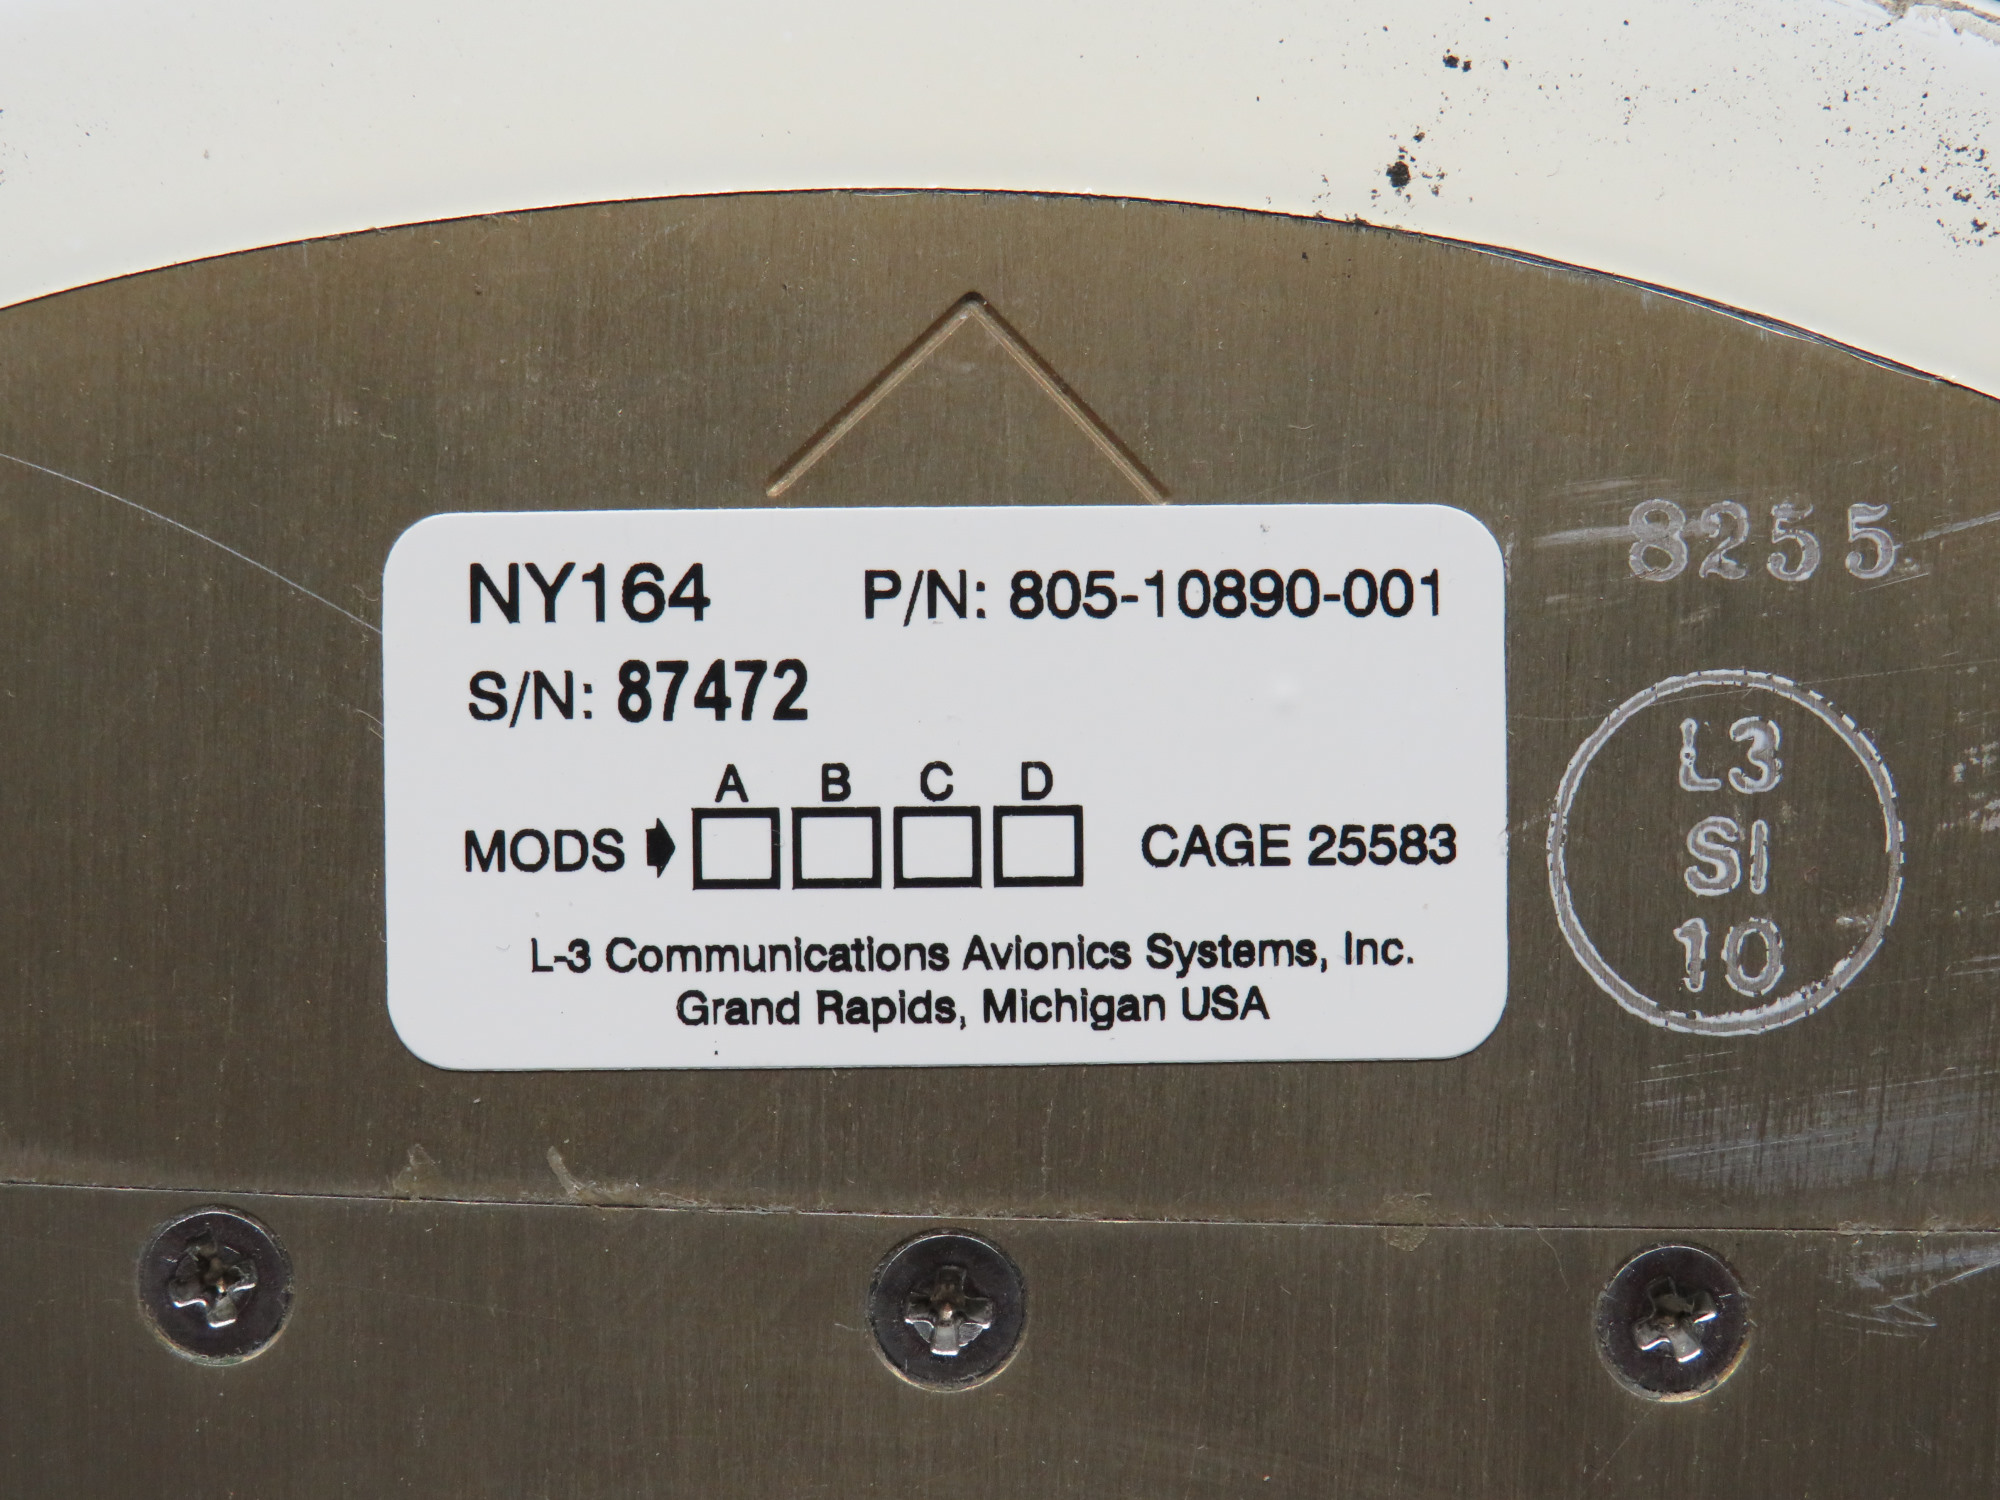 NY164 P/N: 805-10890-001
S/N: 87472
A B C D
MODS CAGE 25583
L-3 Communications Avionics Systems, Inc.
Grand Rapids, Michigan USA
8255
L3
SI
10